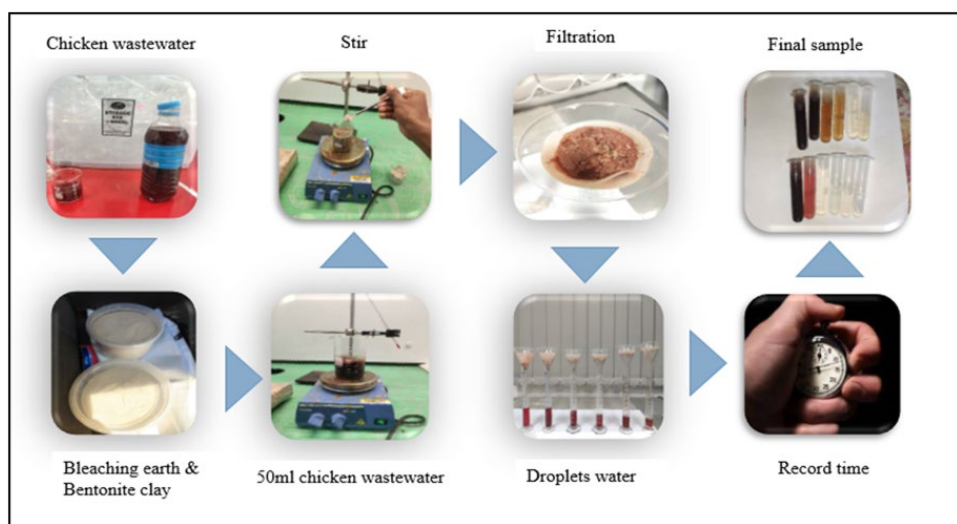 Chicken wastewater
Stir
Filtration
Final sample
Bleaching earth &
Bentonite clay
50ml chicken wastewater
Droplets water
Record time